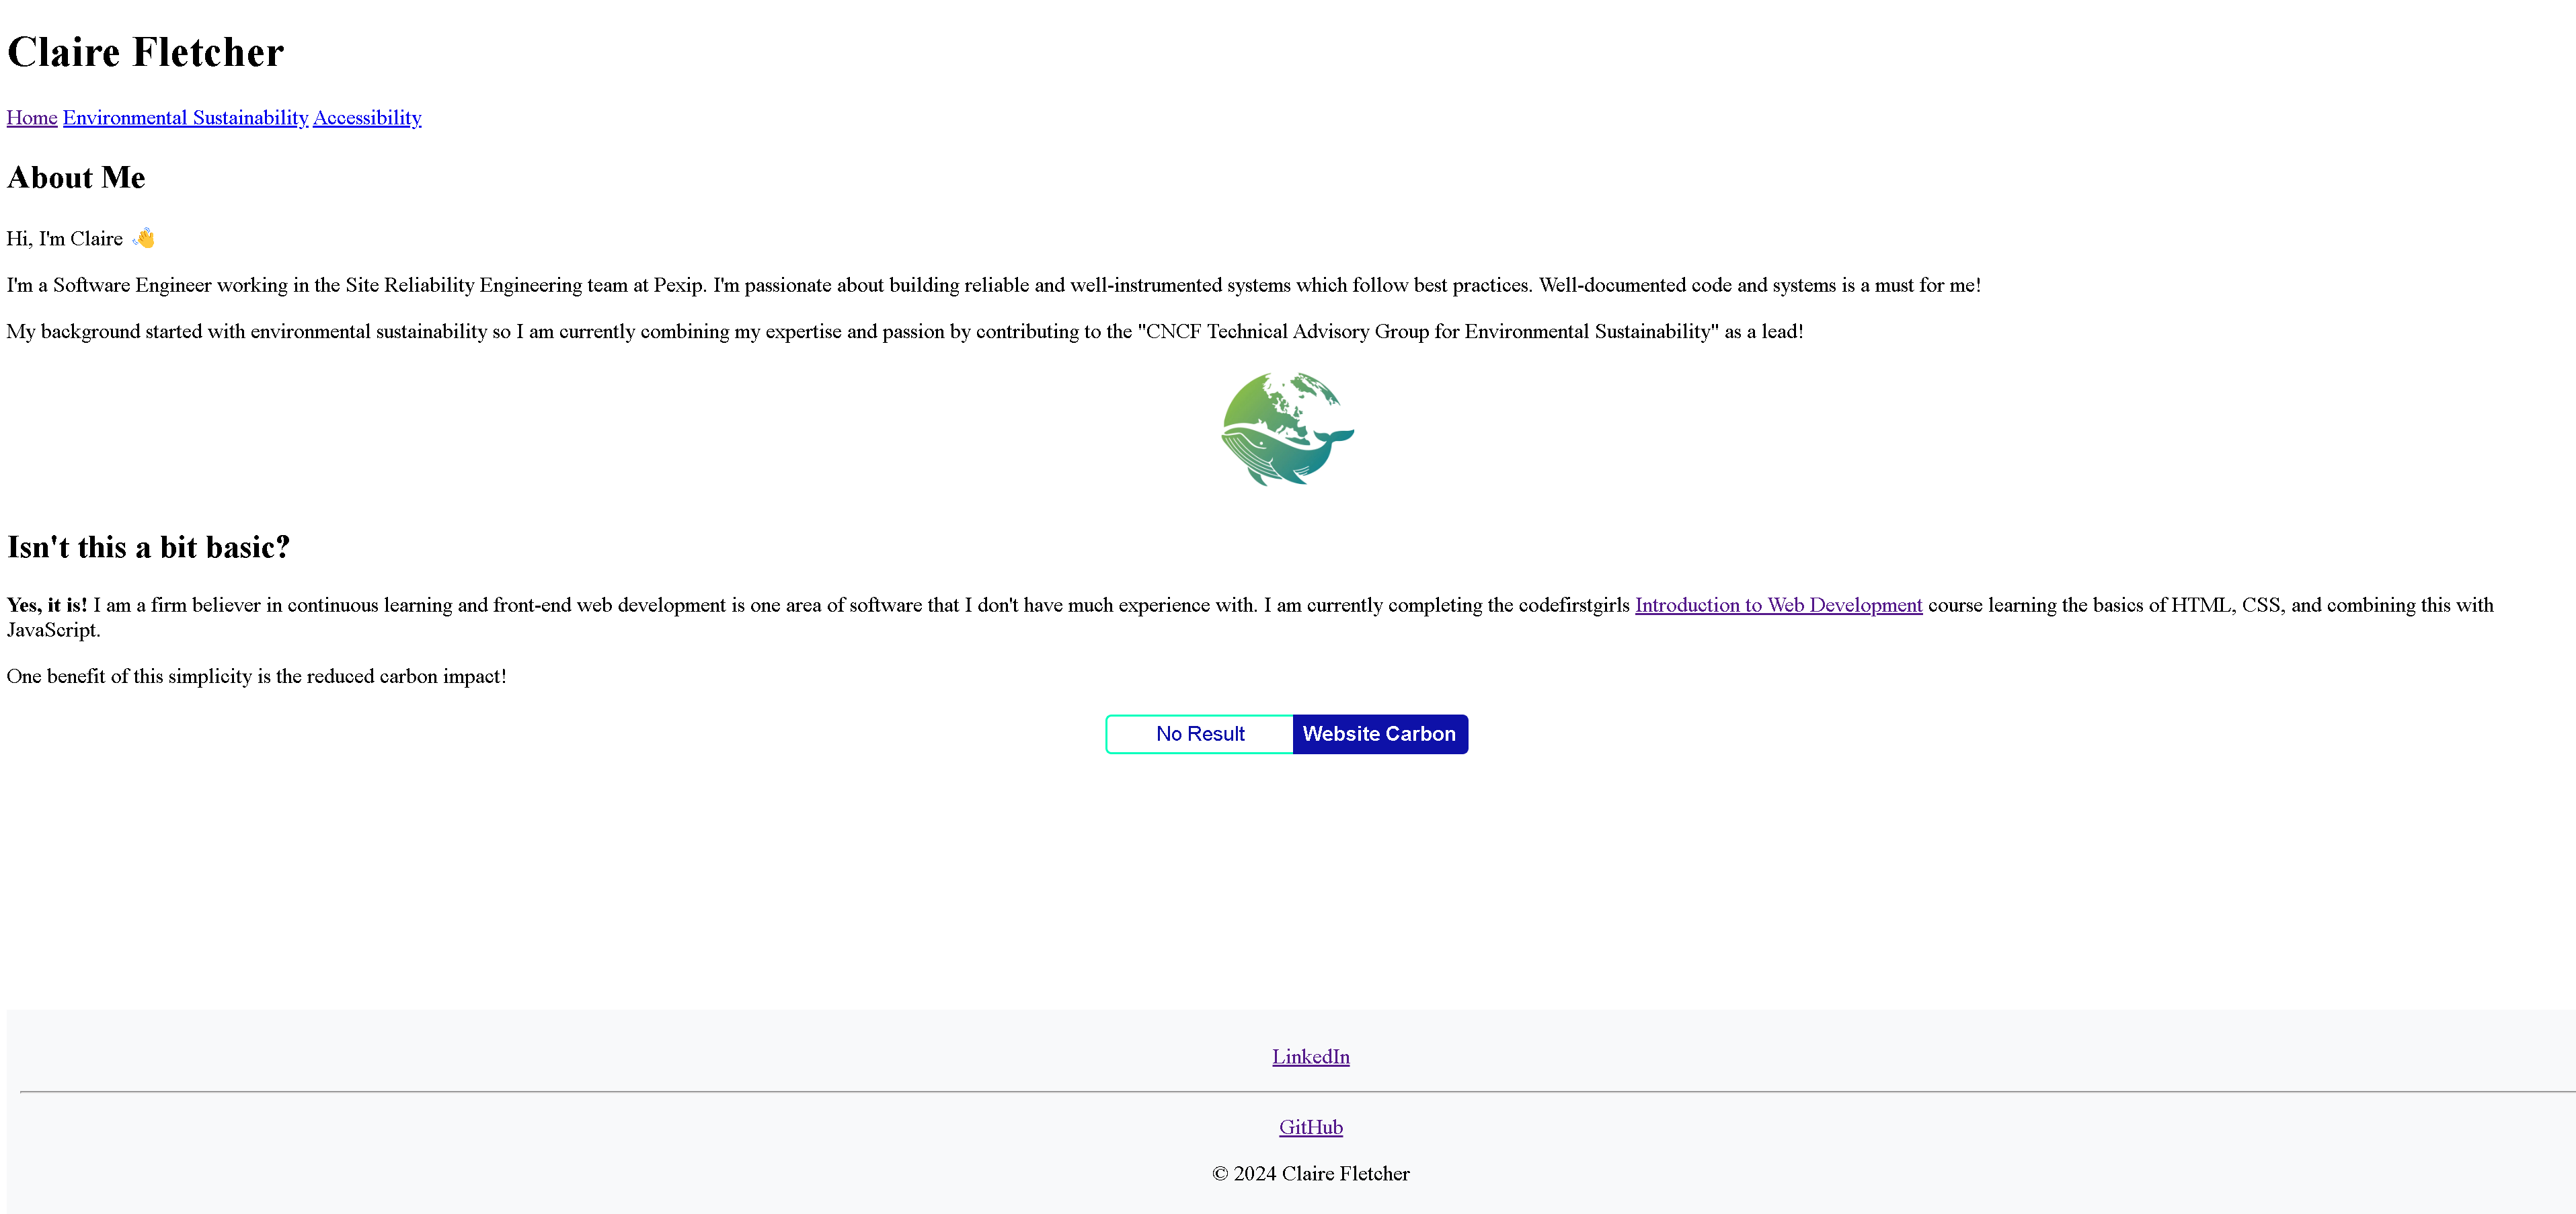 Claire Fletcher
Home Environmental Sustainability Accessibility
About Me
Hi, I'm Claire 👋
I'm a Software Engineer working in the Site Reliability Engineering team at Pexip. I'm passionate about building reliable and well-instrumented systems which follow best practices. Well-documented code and systems is a must for me!
My background started with environmental sustainability so I am currently combining my expertise and passion by contributing to the "CNCF Technical Advisory Group for Environmental Sustainability" as a lead!
Isn't this a bit basic?
Yes, it is! I am a firm believer in continuous learning and front-end web development is one area of software that I don't have much experience with. I am currently completing the codefirstgirls Introduction to Web Development course learning the basics of HTML, CSS, and combining this with
JavaScript.
One benefit of this simplicity is the reduced carbon impact!
No Result Website Carbon
LinkedIn
GitHub
© 2024 Claire Fletcher